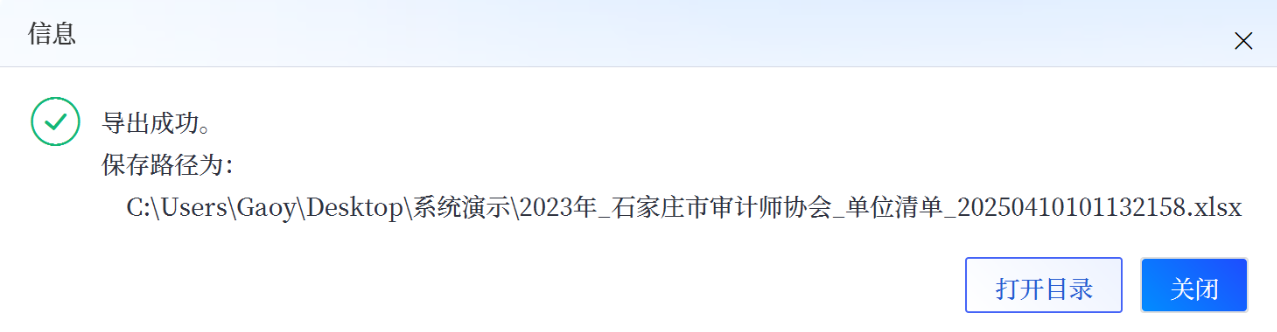 信息
导出成功。
保存路径为：
C:\Users\Gaoy\Desktop\系统演示\2023年_石家庄市审计师协会_单位清单_20250410101132158.xlsx
打开目录
关闭